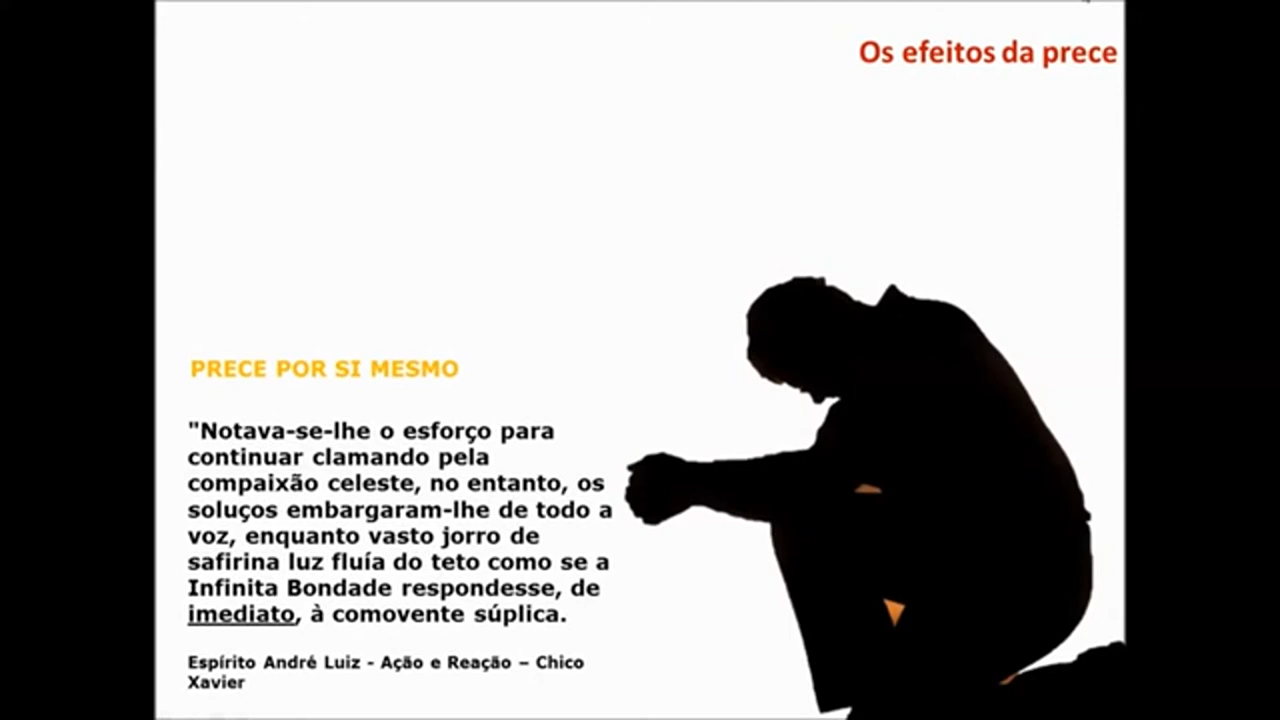 Os efeitos da prece
PRECE POR SI MESMO
"Notava-se-lhe o esforço para
continuar clamando pela
compaixão celeste, no entanto, os
soluços embargaram-lhe de todo a
voz, enquanto vasto jorro de
safirina luz fluía do teto como se a
Infinita Bondade respondesse, de
imediato, à comovente súplica.
Espírito André Luiz - Ação e Reação – Chico
Xavier